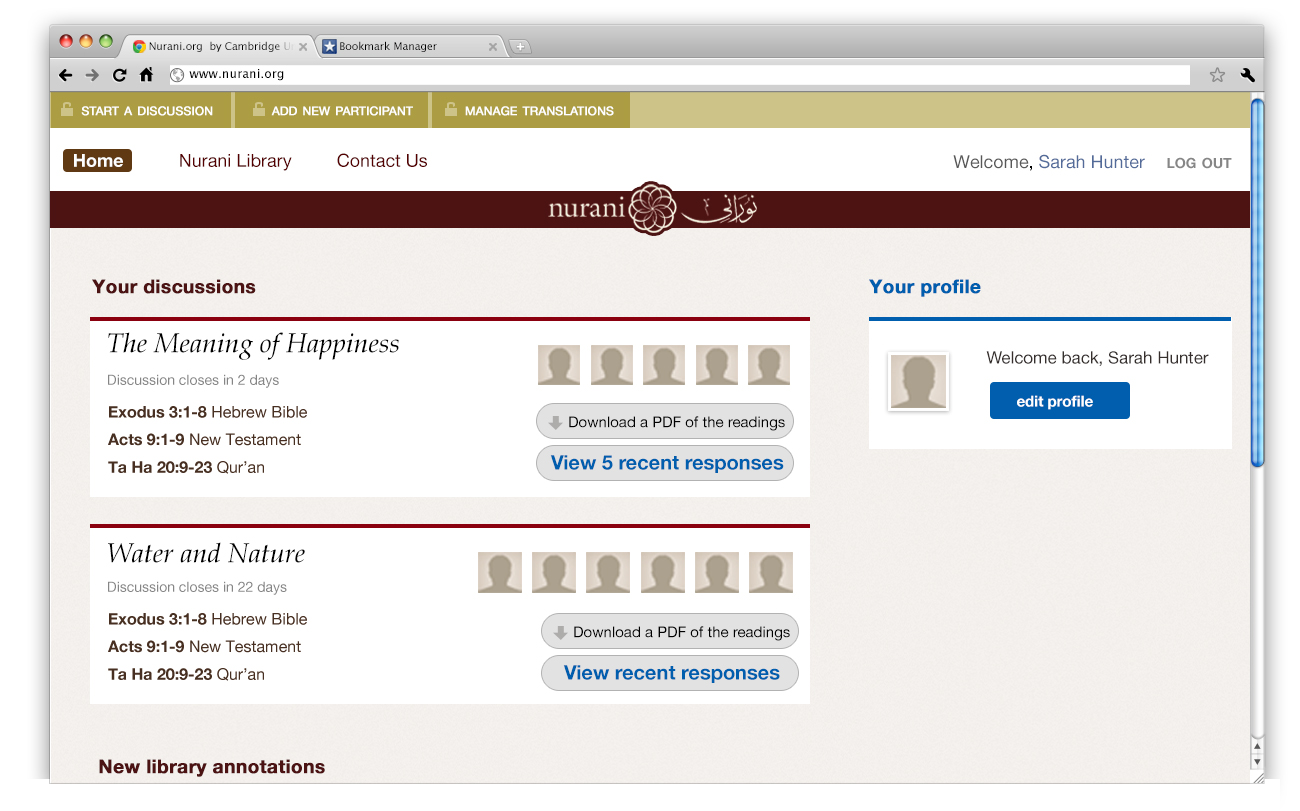 Nurani.org by Cambridge U
Bookmark Manager
www.nurani.org
START A DISCUSSION
ADD NEW PARTICIPANT
MANAGE TRANSLATIONS
Home
Nurani Library
Contact Us
Welcome, Sarah Hunter
LOG OUT
nurani نورانی
Your discussions
The Meaning of Happiness
Discussion closes in 2 days
Exodus 3:1-8 Hebrew Bible
Acts 9:1-9 New Testament
Ta Ha 20:9-23 Qur’an
Download a PDF of the readings
View 5 recent responses
Water and Nature
Discussion closes in 22 days
Exodus 3:1-8 Hebrew Bible
Acts 9:1-9 New Testament
Ta Ha 20:9-23 Qur’an
Download a PDF of the readings
View recent responses
New library annotations
Your profile
Welcome back, Sarah Hunter
edit profile